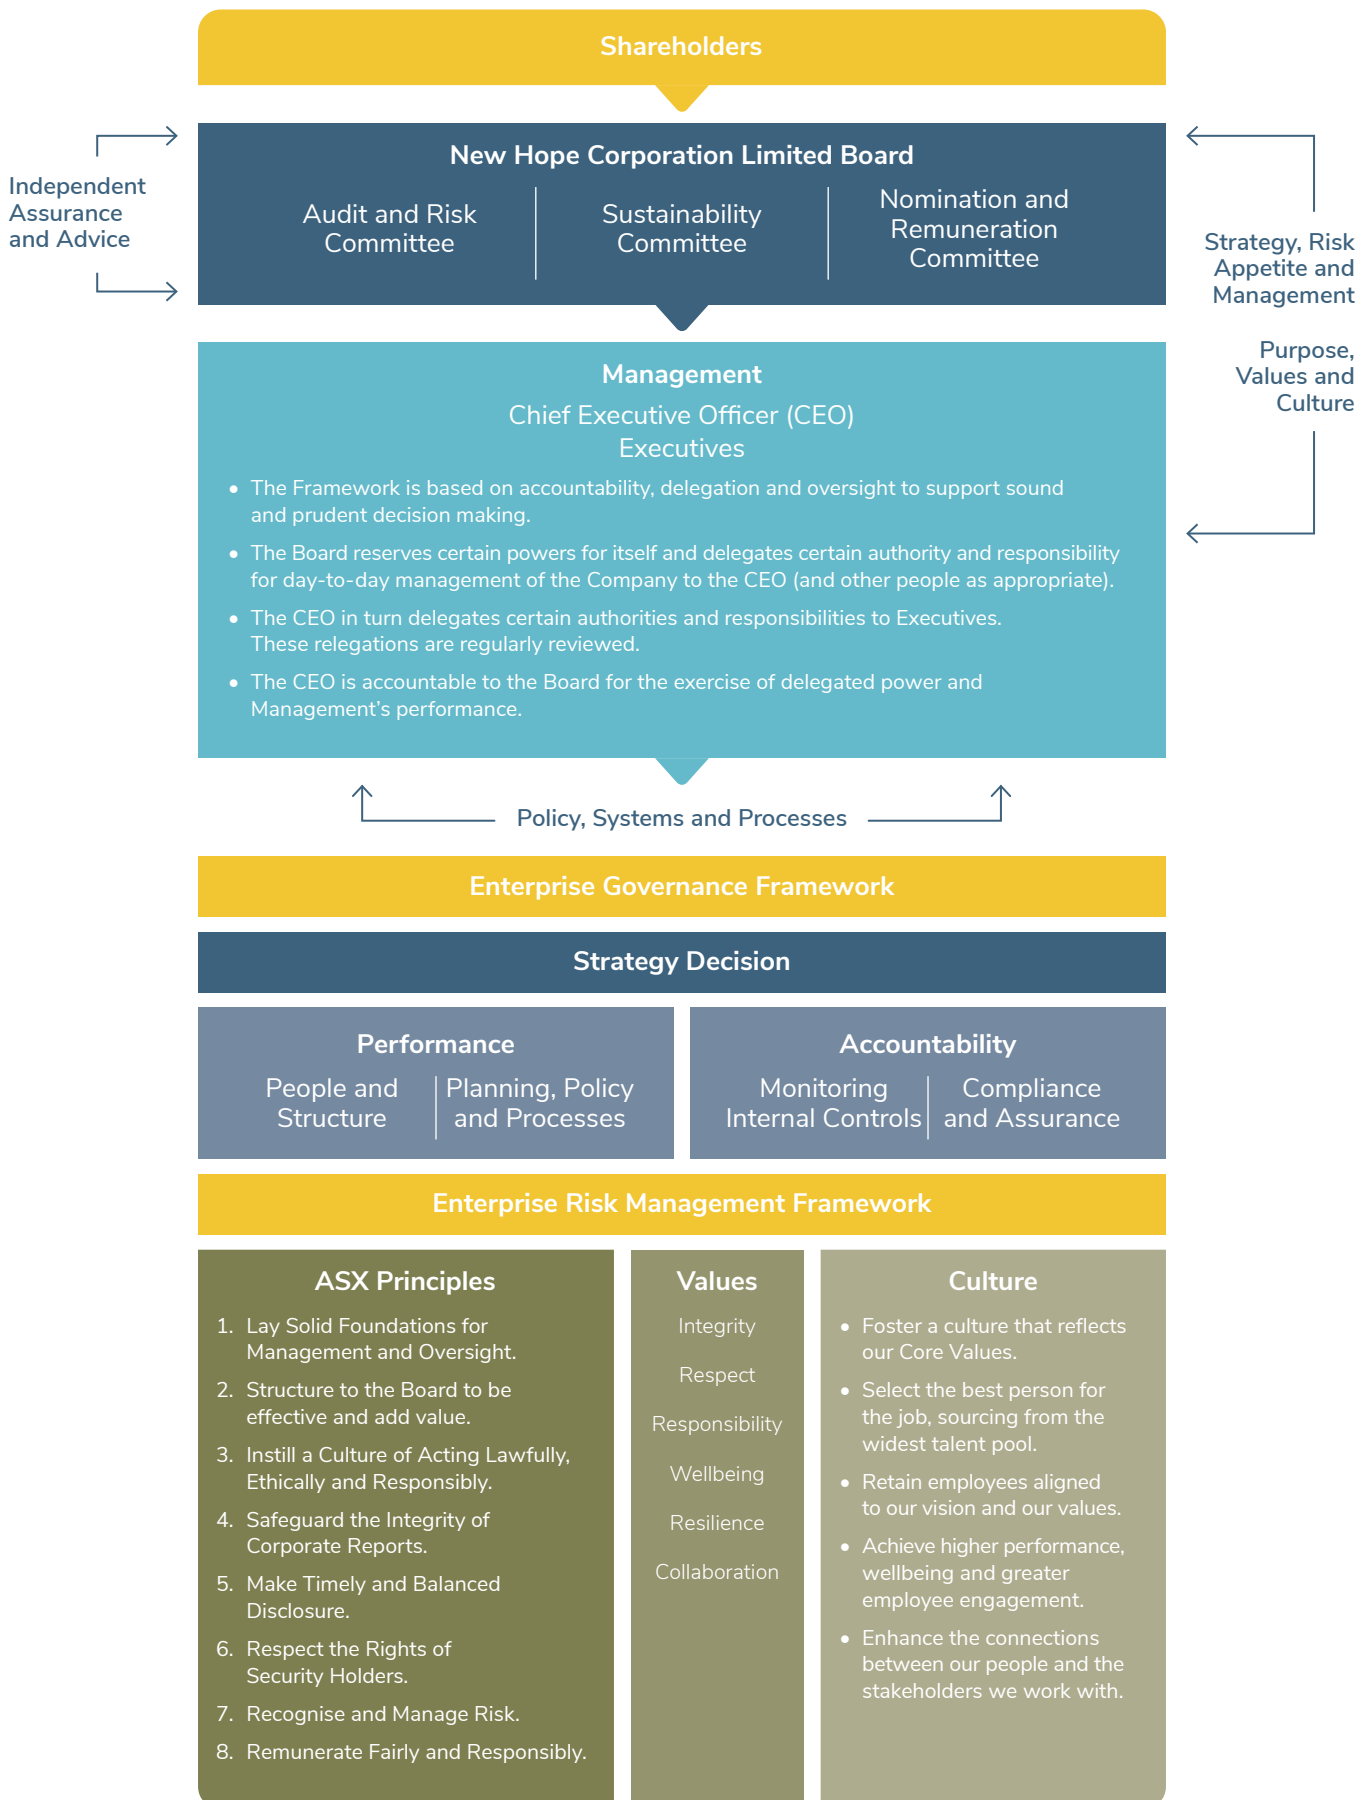 Shareholders
New Hope Corporation Limited Board
Audit and Risk
Committee
Sustainability
Committee
Nomination and
Remuneration
Committee
Independent
Assurance
and Advice
Strategy, Risk
Appetite and
Management
Purpose,
Values and
Culture
Management
Chief Executive Officer (CEO)
Executives
• The Framework is based on accountability, delegation and oversight to support sound
and prudent decision making.
• The Board reserves certain powers for itself and delegates certain authority and responsibility
for day-to-day management of the Company to the CEO (and other people as appropriate).
• The CEO in turn delegates certain authorities and responsibilities to Executives.
These relegations are regularly reviewed.
• The CEO is accountable to the Board for the exercise of delegated power and
Management’s performance.
Policy, Systems and Processes
Enterprise Governance Framework
Strategy Decision
Performance
People and
Structure
Planning, Policy
and Processes
Accountability
Monitoring
Internal Controls
Compliance
and Assurance
Enterprise Risk Management Framework
ASX Principles
1. Lay Solid Foundations for
Management and Oversight.
2. Structure to the Board to be
effective and add value.
3. Instill a Culture of Acting Lawfully,
Ethically and Responsibly.
4. Safeguard the Integrity of
Corporate Reports.
5. Make Timely and Balanced
Disclosure.
6. Respect the Rights of
Security Holders.
7. Recognise and Manage Risk.
8. Remunerate Fairly and Responsibly.
Values
Integrity
Respect
Responsibility
Wellbeing
Resilience
Collaboration
Culture
• Foster a culture that reflects
our Core Values.
• Select the best person for
the job, sourcing from the
widest talent pool.
• Retain employees aligned
to our vision and our values.
• Achieve higher performance,
wellbeing and greater
employee engagement.
• Enhance the connections
between our people and the
stakeholders we work with.